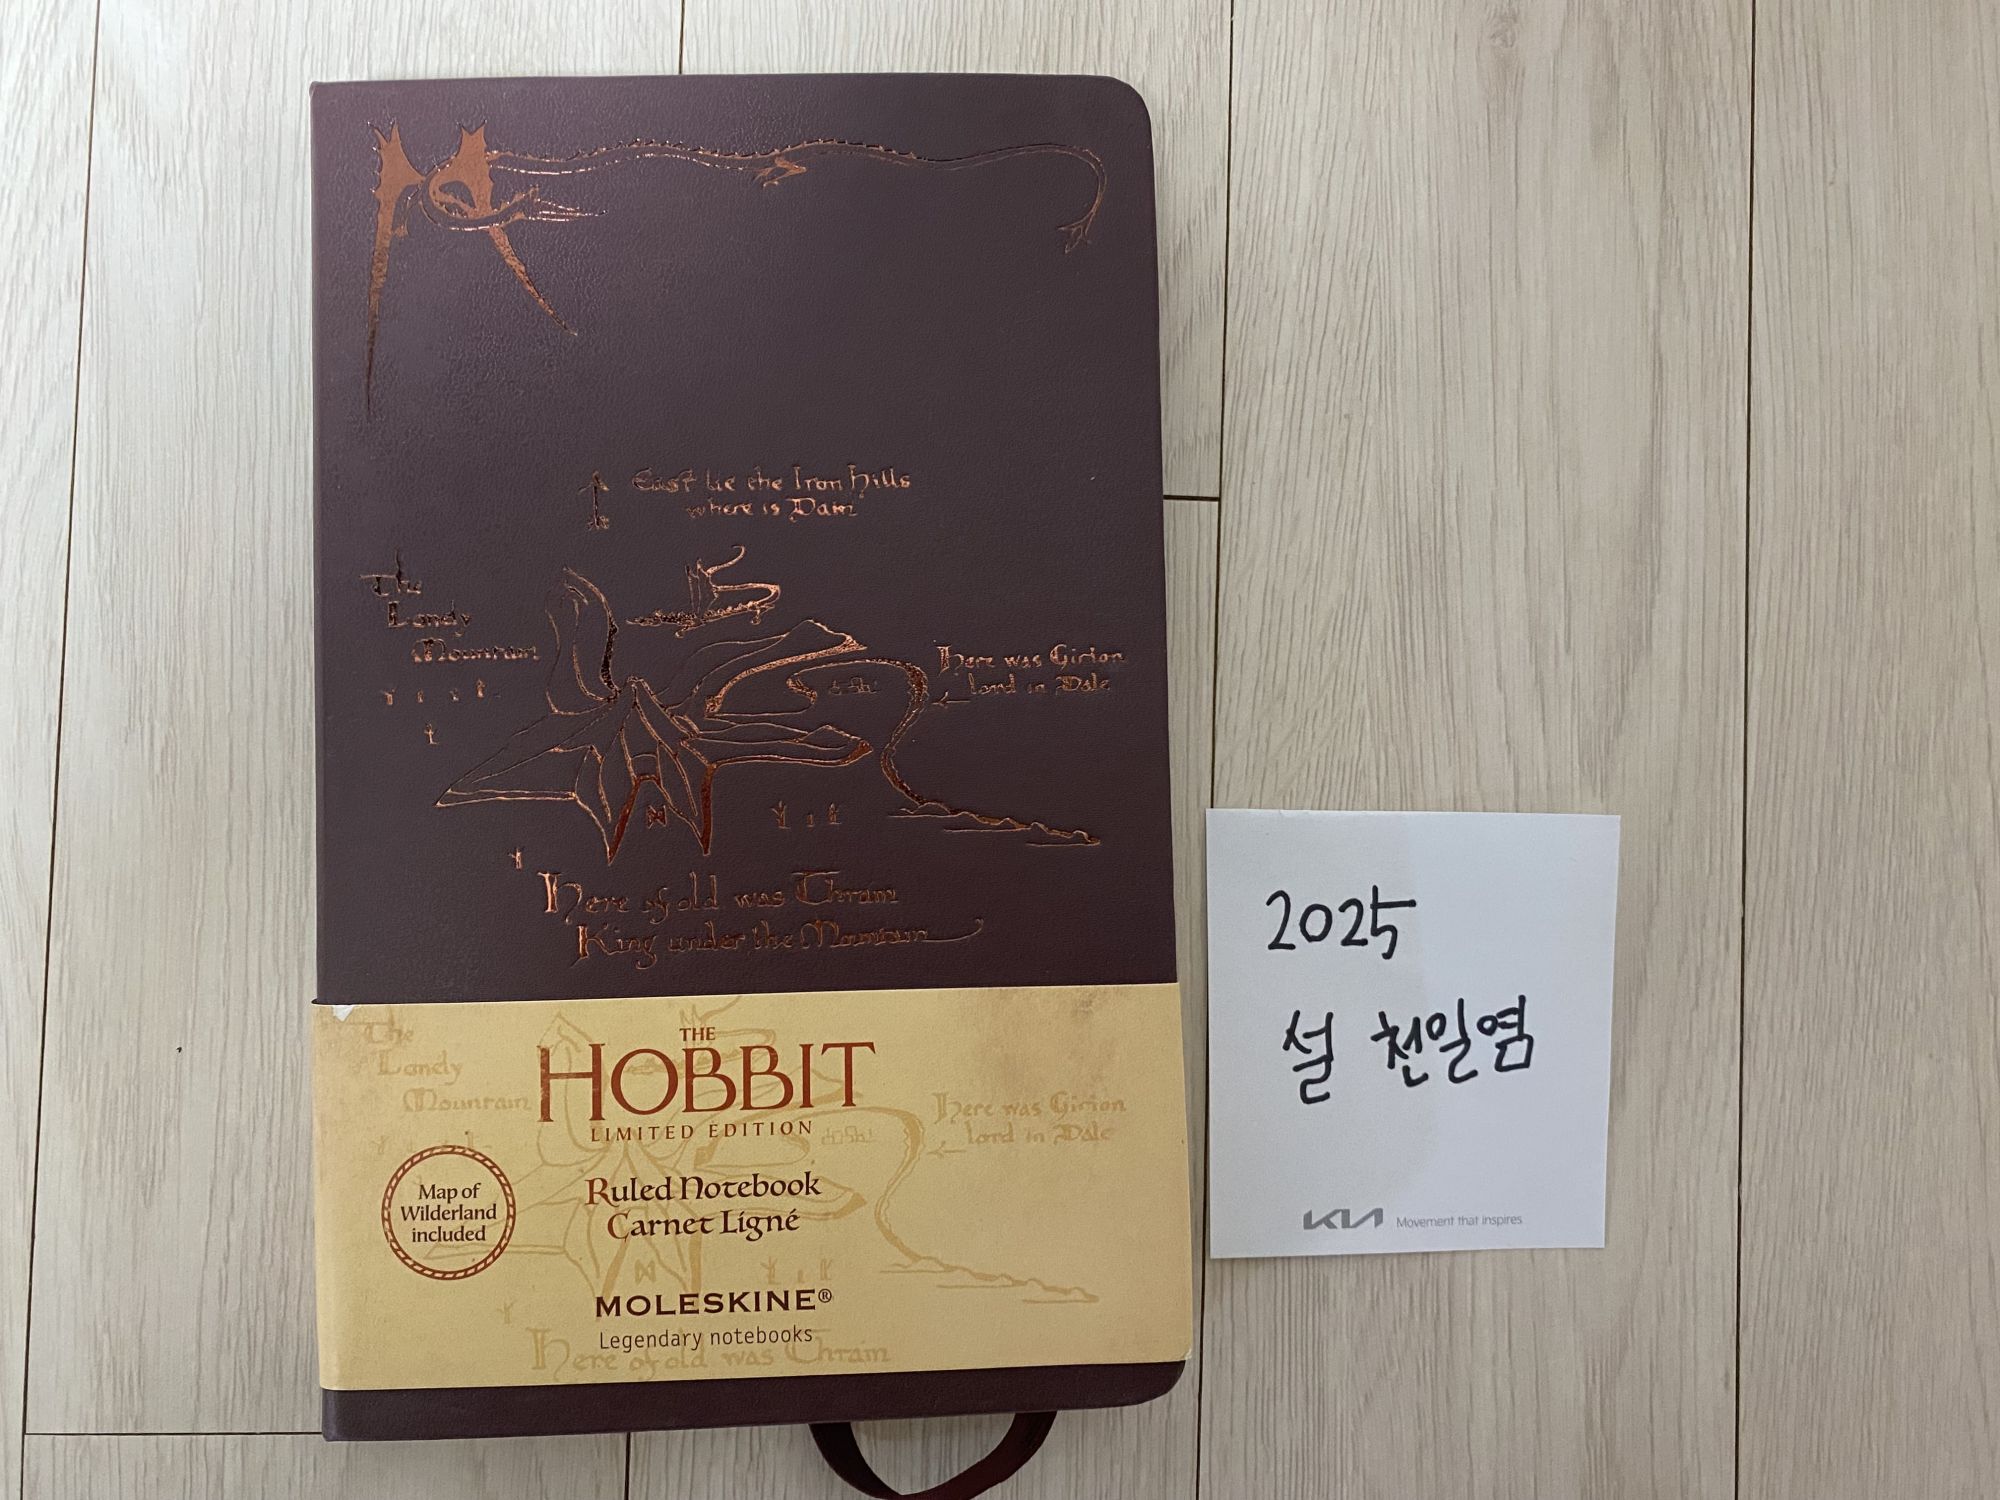 East lie the Iron Hills
where is Dain
The
Lonely
Mountain
Here was Girion
lord in Dale
Here of old was Thrain
King under the Mountain
THE
HOBBIT
LIMITED EDITION
Map of
Wilderland
included
Ruled Notebook
Carnet Ligné
MOLESKINE®
Legendary notebooks
The
Lonely
Mountain
Here was Girion
lord in Dale
Here of old was Thrain
2025
설 천일염
KIA Movement that inspires